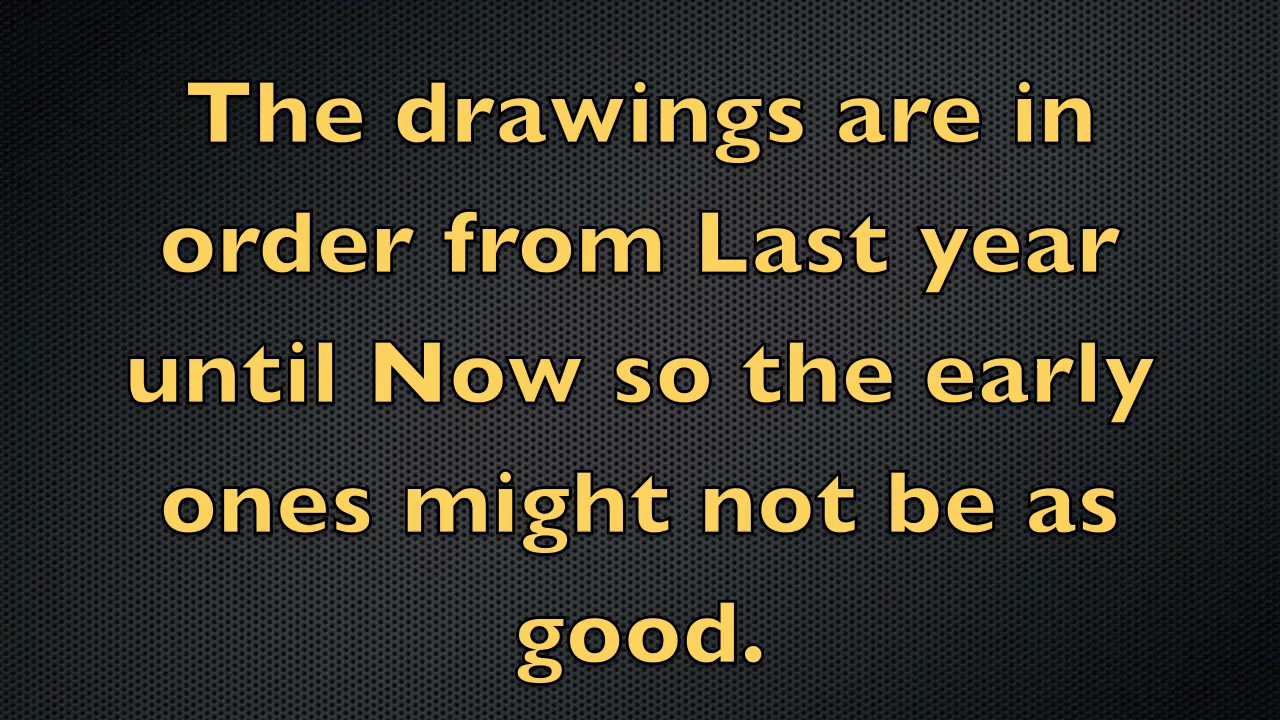 The drawings are in
order from Last year
until Now so the early
ones might not be as
good.